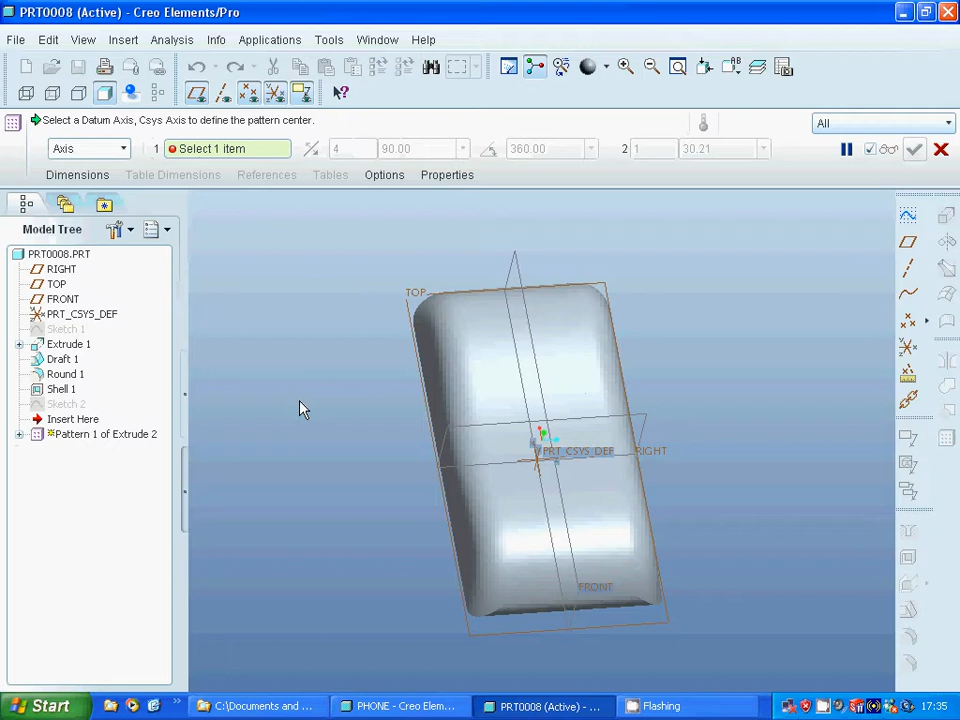 PRT0008 (Active) - Creo Elements/Pro
File Edit View Insert Analysis Info Applications Tools Window Help
Select a Datum Axis, Csys Axis to define the pattern center.
All
Axis 1 Select 1 item 4 90.00 360.00 2 1 30.21
Dimensions Table Dimensions References Tables Options Properties
Model Tree
PRT0008.PRT
RIGHT
TOP
FRONT
PRT_CSYS_DEF
Sketch 1
Extrude 1
Draft 1
Round 1
Shell 1
Sketch 2
Insert Here
Pattern 1 of Extrude 2
TOP
PRT_CSYS_DEF
RIGHT
FRONT
Start
C:\Documents and ...
PHONE - Creo Elem...
PRT0008 (Active) - ...
Flashing
17:35